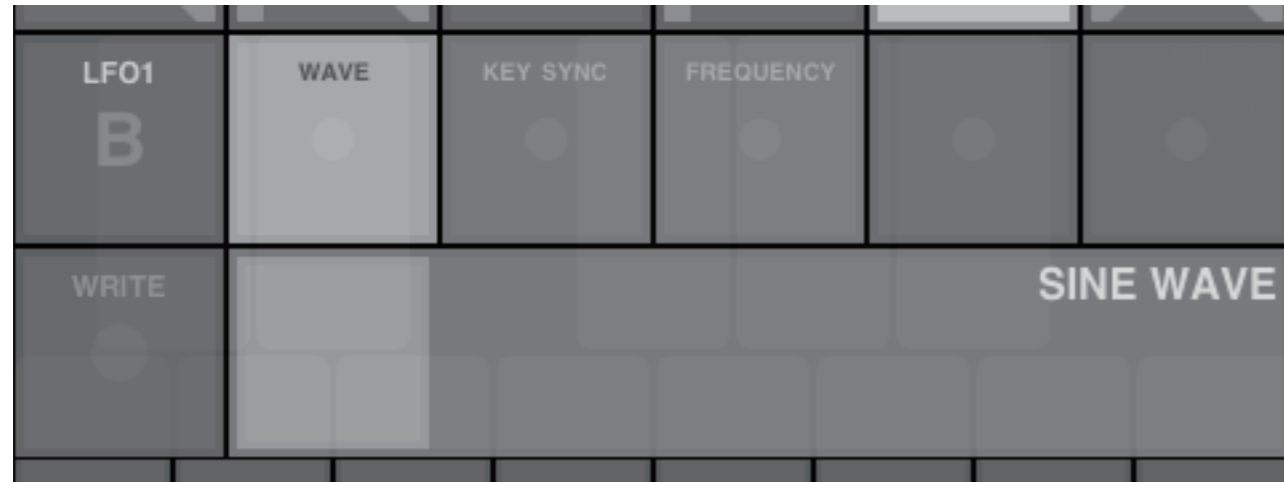 LFO1
WAVE
KEY SYNC
FREQUENCY
B
WRITE
SINE WAVE